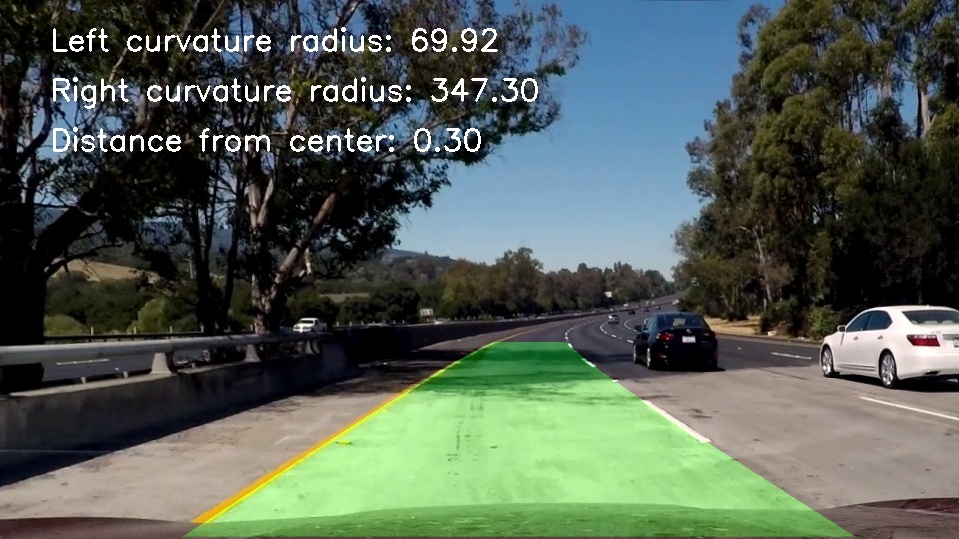 Left curvature radius: 69.92
Right curvature radius: 347.30
Distance from center: 0.30